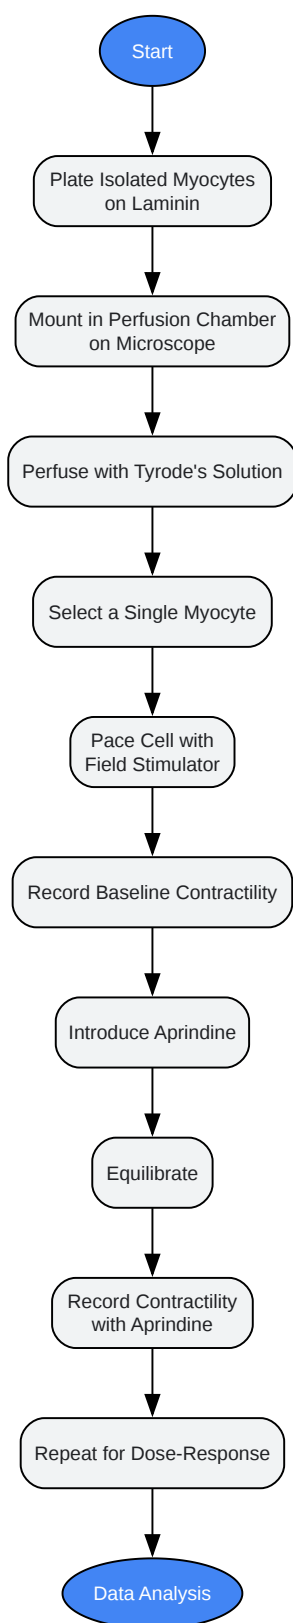 Start
Plate Isolated Myocytes
on Laminin
Mount in Perfusion Chamber
on Microscope
Perfuse with Tyrode's Solution
Select a Single Myocyte
Pace Cell with
Field Stimulator
Record Baseline Contractility
Introduce Aprindine
Equilibrate
Record Contractility
with Aprindine
Repeat for Dose-Response
Data Analysis